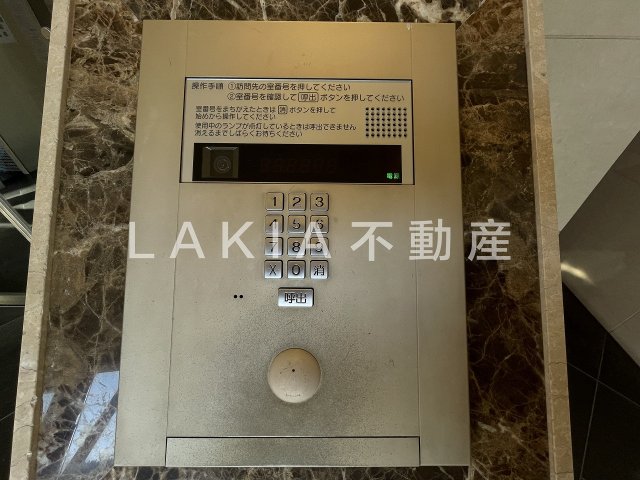 操作手順 ①訪問先の室番号を押してください
②室番号を確認して 呼出 ボタンを押してください
室番号をまちがえたときは 消 ボタンを押して
始めから操作してください
使用中のランプが点灯しているときは呼出できません
消えるまでしばらくお待ちください
1 2 3
4 5 6
LAKIA不動産
7 8 9
X 0 消
呼出